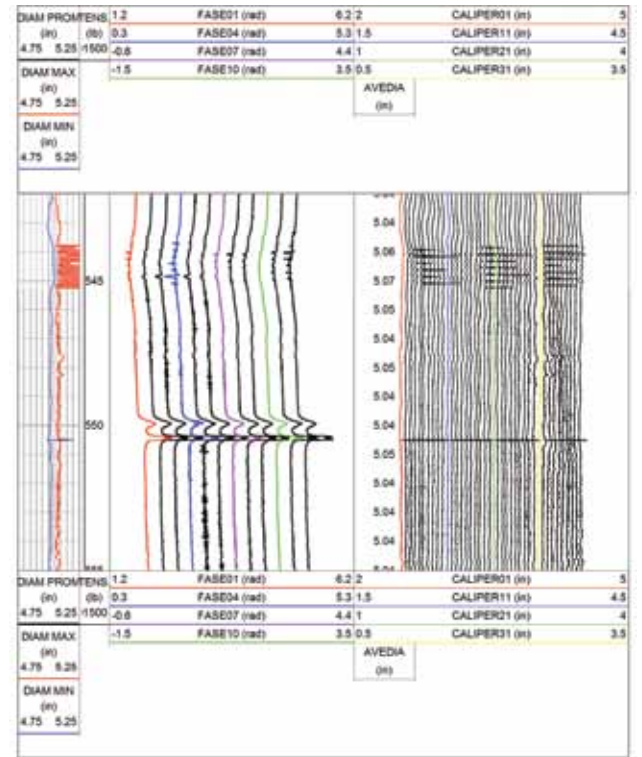 DIAM PROM TENS 1.2 FASE01 (rad) 6.2 2 CALIPER01 (in) 5
(in) (lb) 0.3 FASE04 (rad) 5.3 1.5 CALIPER11 (in) 4.5
4.75 5.25 -1500 -0.6 FASE07 (rad) 4.4 1 CALIPER21 (in) 4
DIAM MAX -1.5 FASE10 (rad) 3.5 0.5 CALIPER31 (in) 3.5
(in) AVEDIA
4.75 5.25 (in)
DIAM MIN
(in)
4.75 5.25
5.04
5.04
5.06
545 5.07
5.05
5.04
5.04
550 5.04
5.05
5.04
5.04
5.04
DIAM PROM TENS 1.2 FASE01 (rad) 6.2 2 CALIPER01 (in) 5
(in) (lb) 0.3 FASE04 (rad) 5.3 1.5 CALIPER11 (in) 4.5
4.75 5.25 -1500 -0.6 FASE07 (rad) 4.4 1 CALIPER21 (in) 4
DIAM MAX -1.5 FASE10 (rad) 3.5 0.5 CALIPER31 (in) 3.5
(in) AVEDIA
4.75 5.25 (in)
DIAM MIN
(in)
4.75 5.25